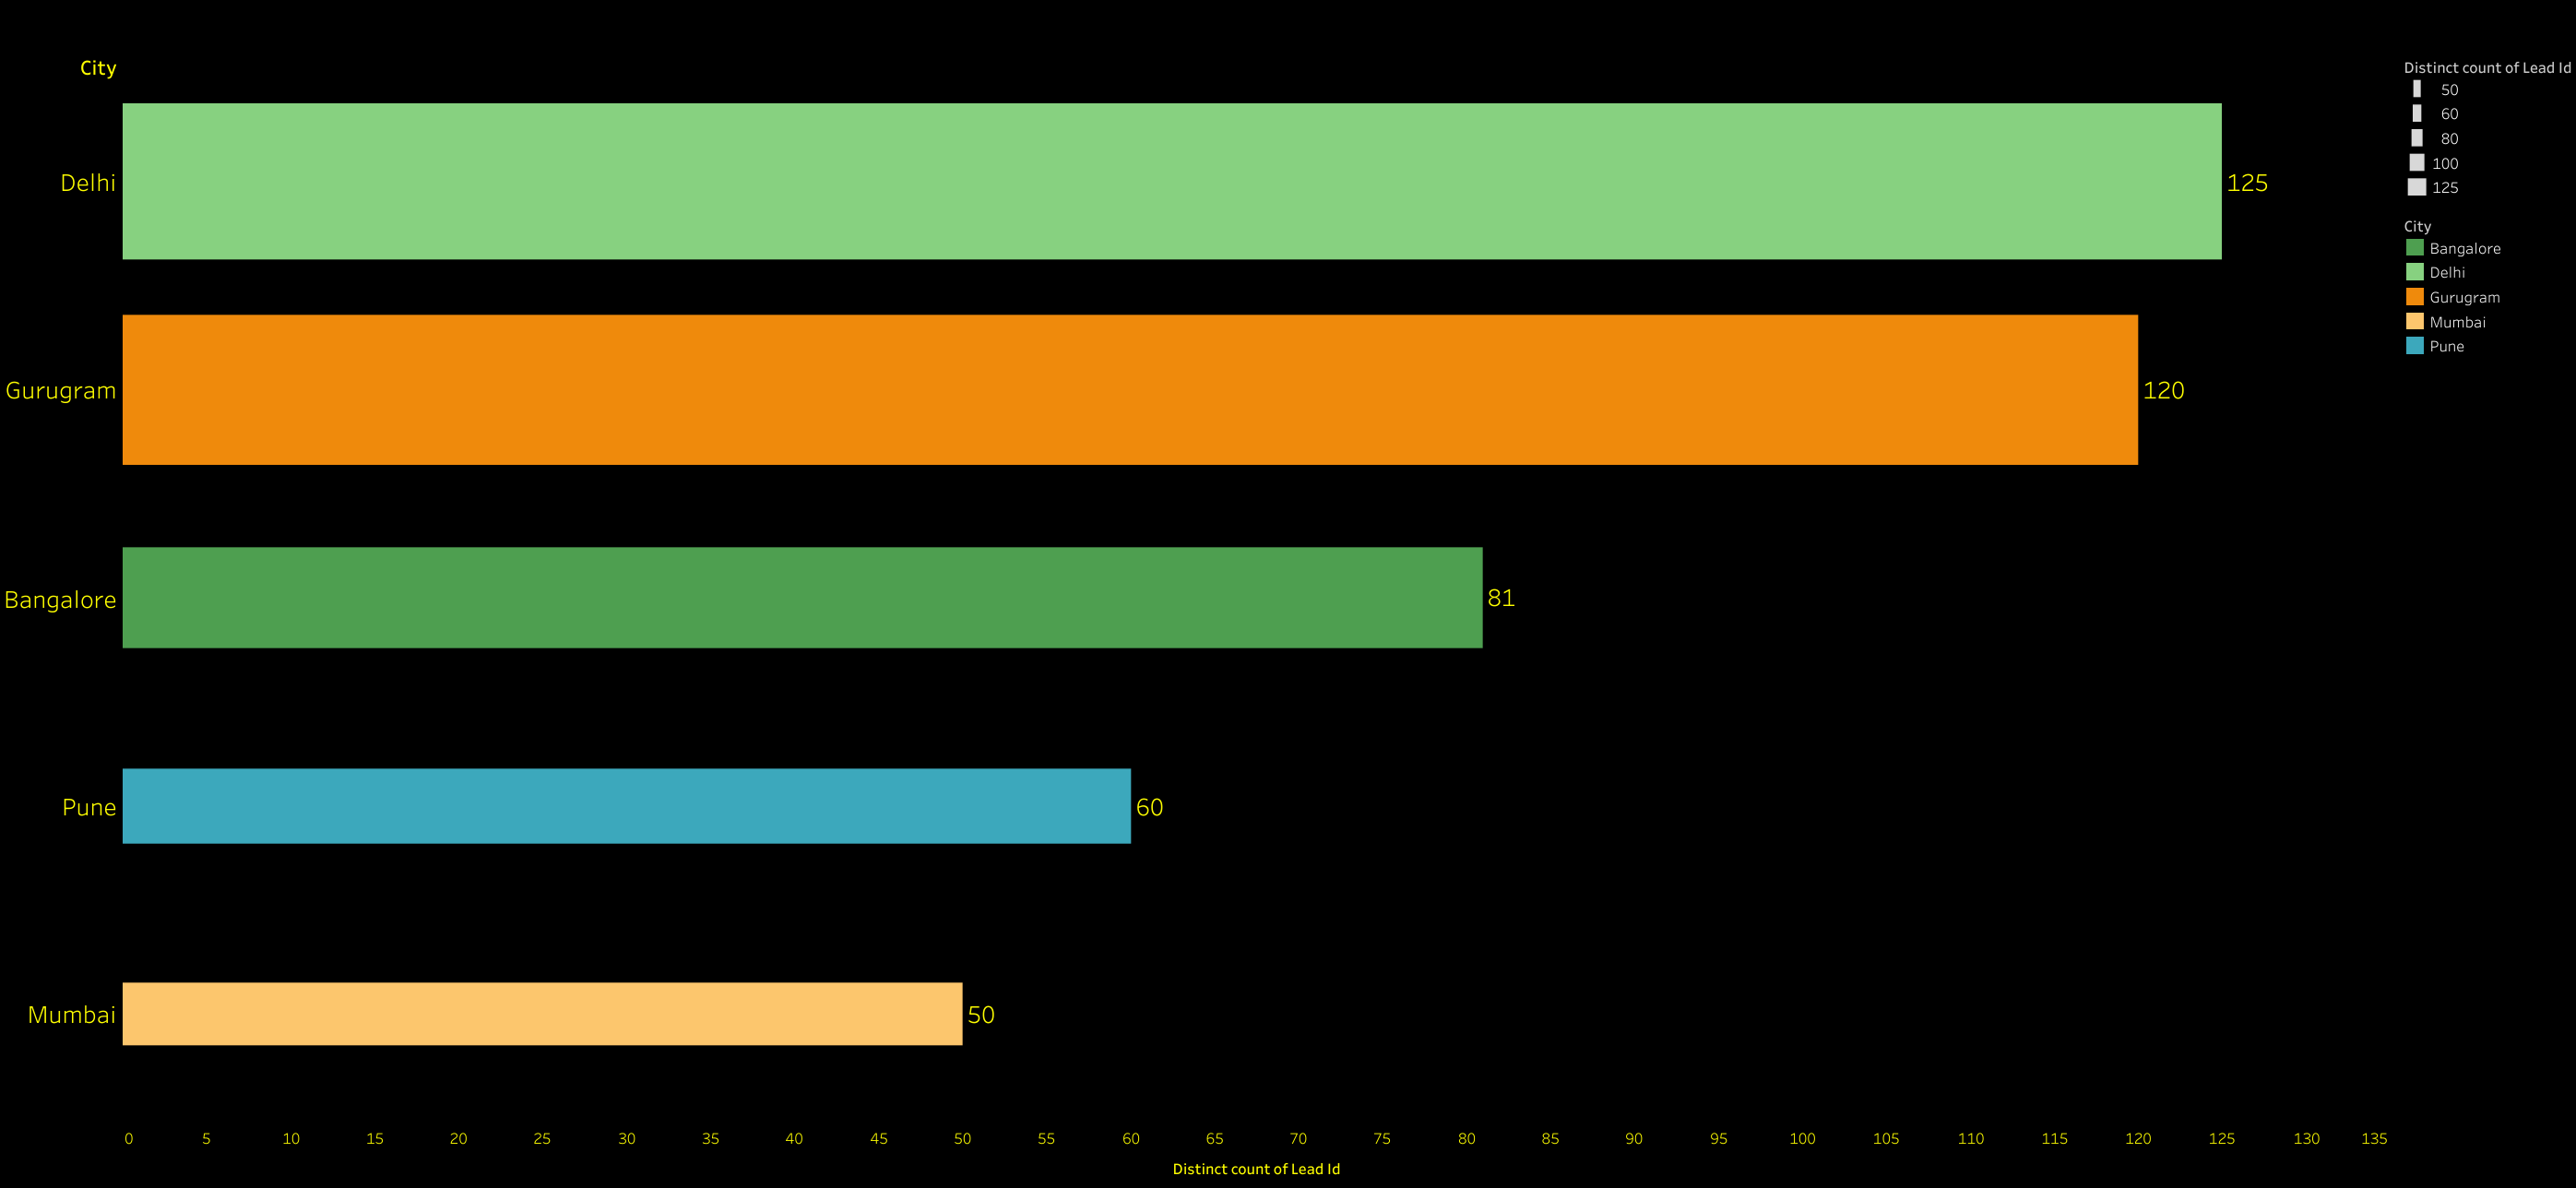 City
Delhi
125
Gurugram
120
Bangalore
81
Pune
60
Mumbai
50
0 5 10 15 20 25 30 35 40 45 50 55 60 65 70 75 80 85 90 95 100 105 110 115 120 125 130 135
Distinct count of Lead Id
Distinct count of Lead Id
50
60
80
100
125
City
Bangalore
Delhi
Gurugram
Mumbai
Pune